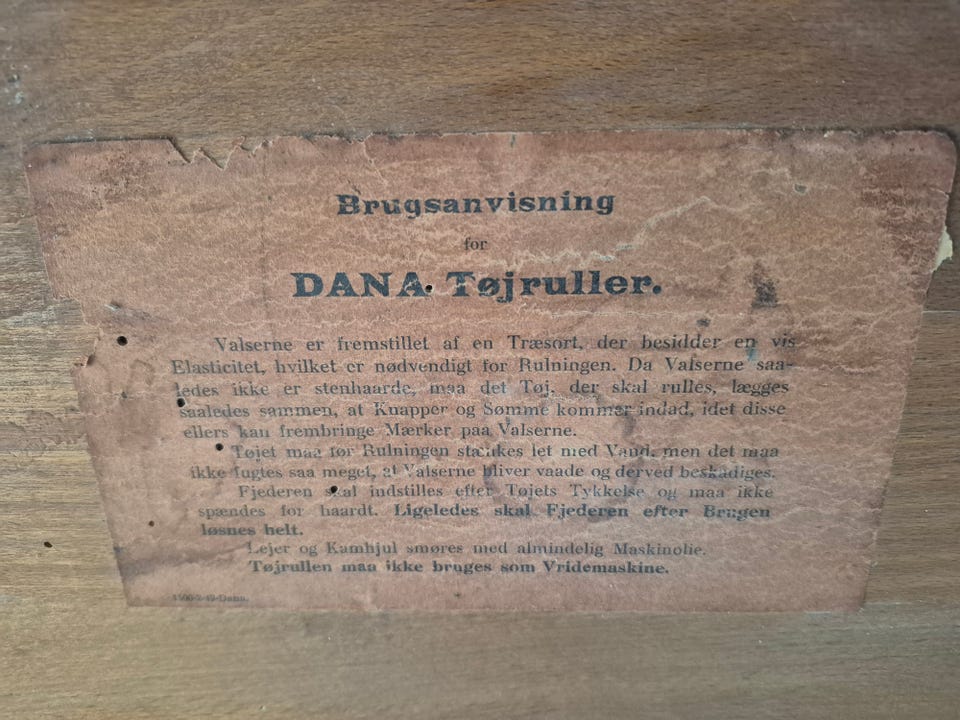 Brugsanvisning
for
DANA Tøjruller.
Valserne er fremstillet af en Træsort, der besidder en vis
Elasticitet, hvilket er nødvendigt for Rulningen. Da Valserne saa-
ledes ikke er stenhaarde, maa det Tøj, der skal rulles, lægges
saaledes sammen, at Knapper og Sømme kommer indad, idet disse
ellers kan frembringe Mærker paa Valserne.
Tøjet maa før Rulningen stænkes let med Vand, men det maa
ikke fugtes saa meget, at Valserne bliver vaade og derved beskadiges.
Fjederen skal indstilles efter Tøjets Tykkelse og maa ikke
spændes for haardt. Ligeledes skal Fjederen efter Brugen
løsnes helt.
Lejer og Kamhjul smøres med almindelig Maskinolie.
Tøjrullen maa ikke bruges som Vridemaskine.